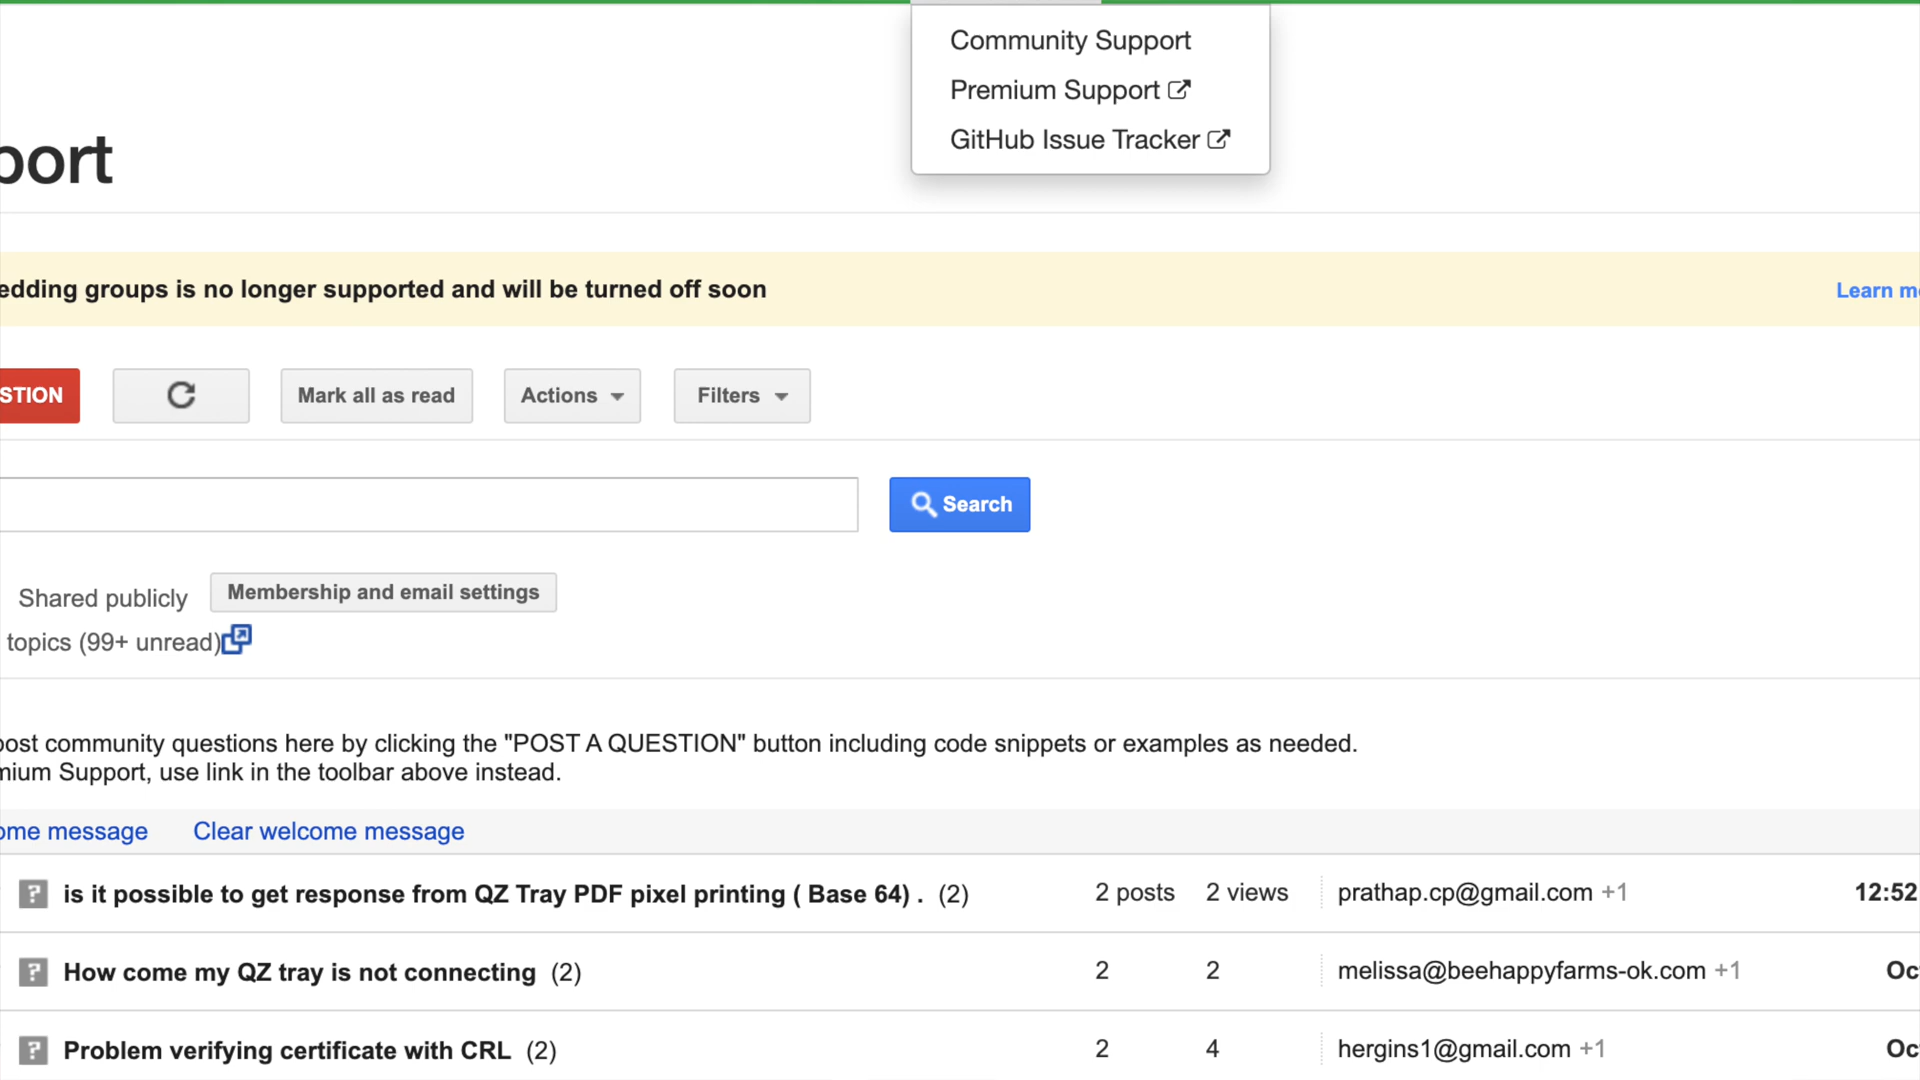 Community Support
Premium Support
GitHub Issue Tracker
port
edding groups is no longer supported and will be turned off soon
Learn m
STION
Mark all as read
Actions
Filters
Search
Shared publicly
Membership and email settings
topics (99+ unread)
post community questions here by clicking the "POST A QUESTION" button including code snippets or examples as needed.
mium Support, use link in the toolbar above instead.
ome message Clear welcome message
is it possible to get response from QZ Tray PDF pixel printing ( Base 64) . (2) 2 posts 2 views prathap.cp@gmail.com +1 12:52
How come my QZ tray is not connecting (2) 2 2 melissa@beehappyfarms-ok.com +1 Oc
Problem verifying certificate with CRL (2) 2 4 hergins1@gmail.com +1 Oc